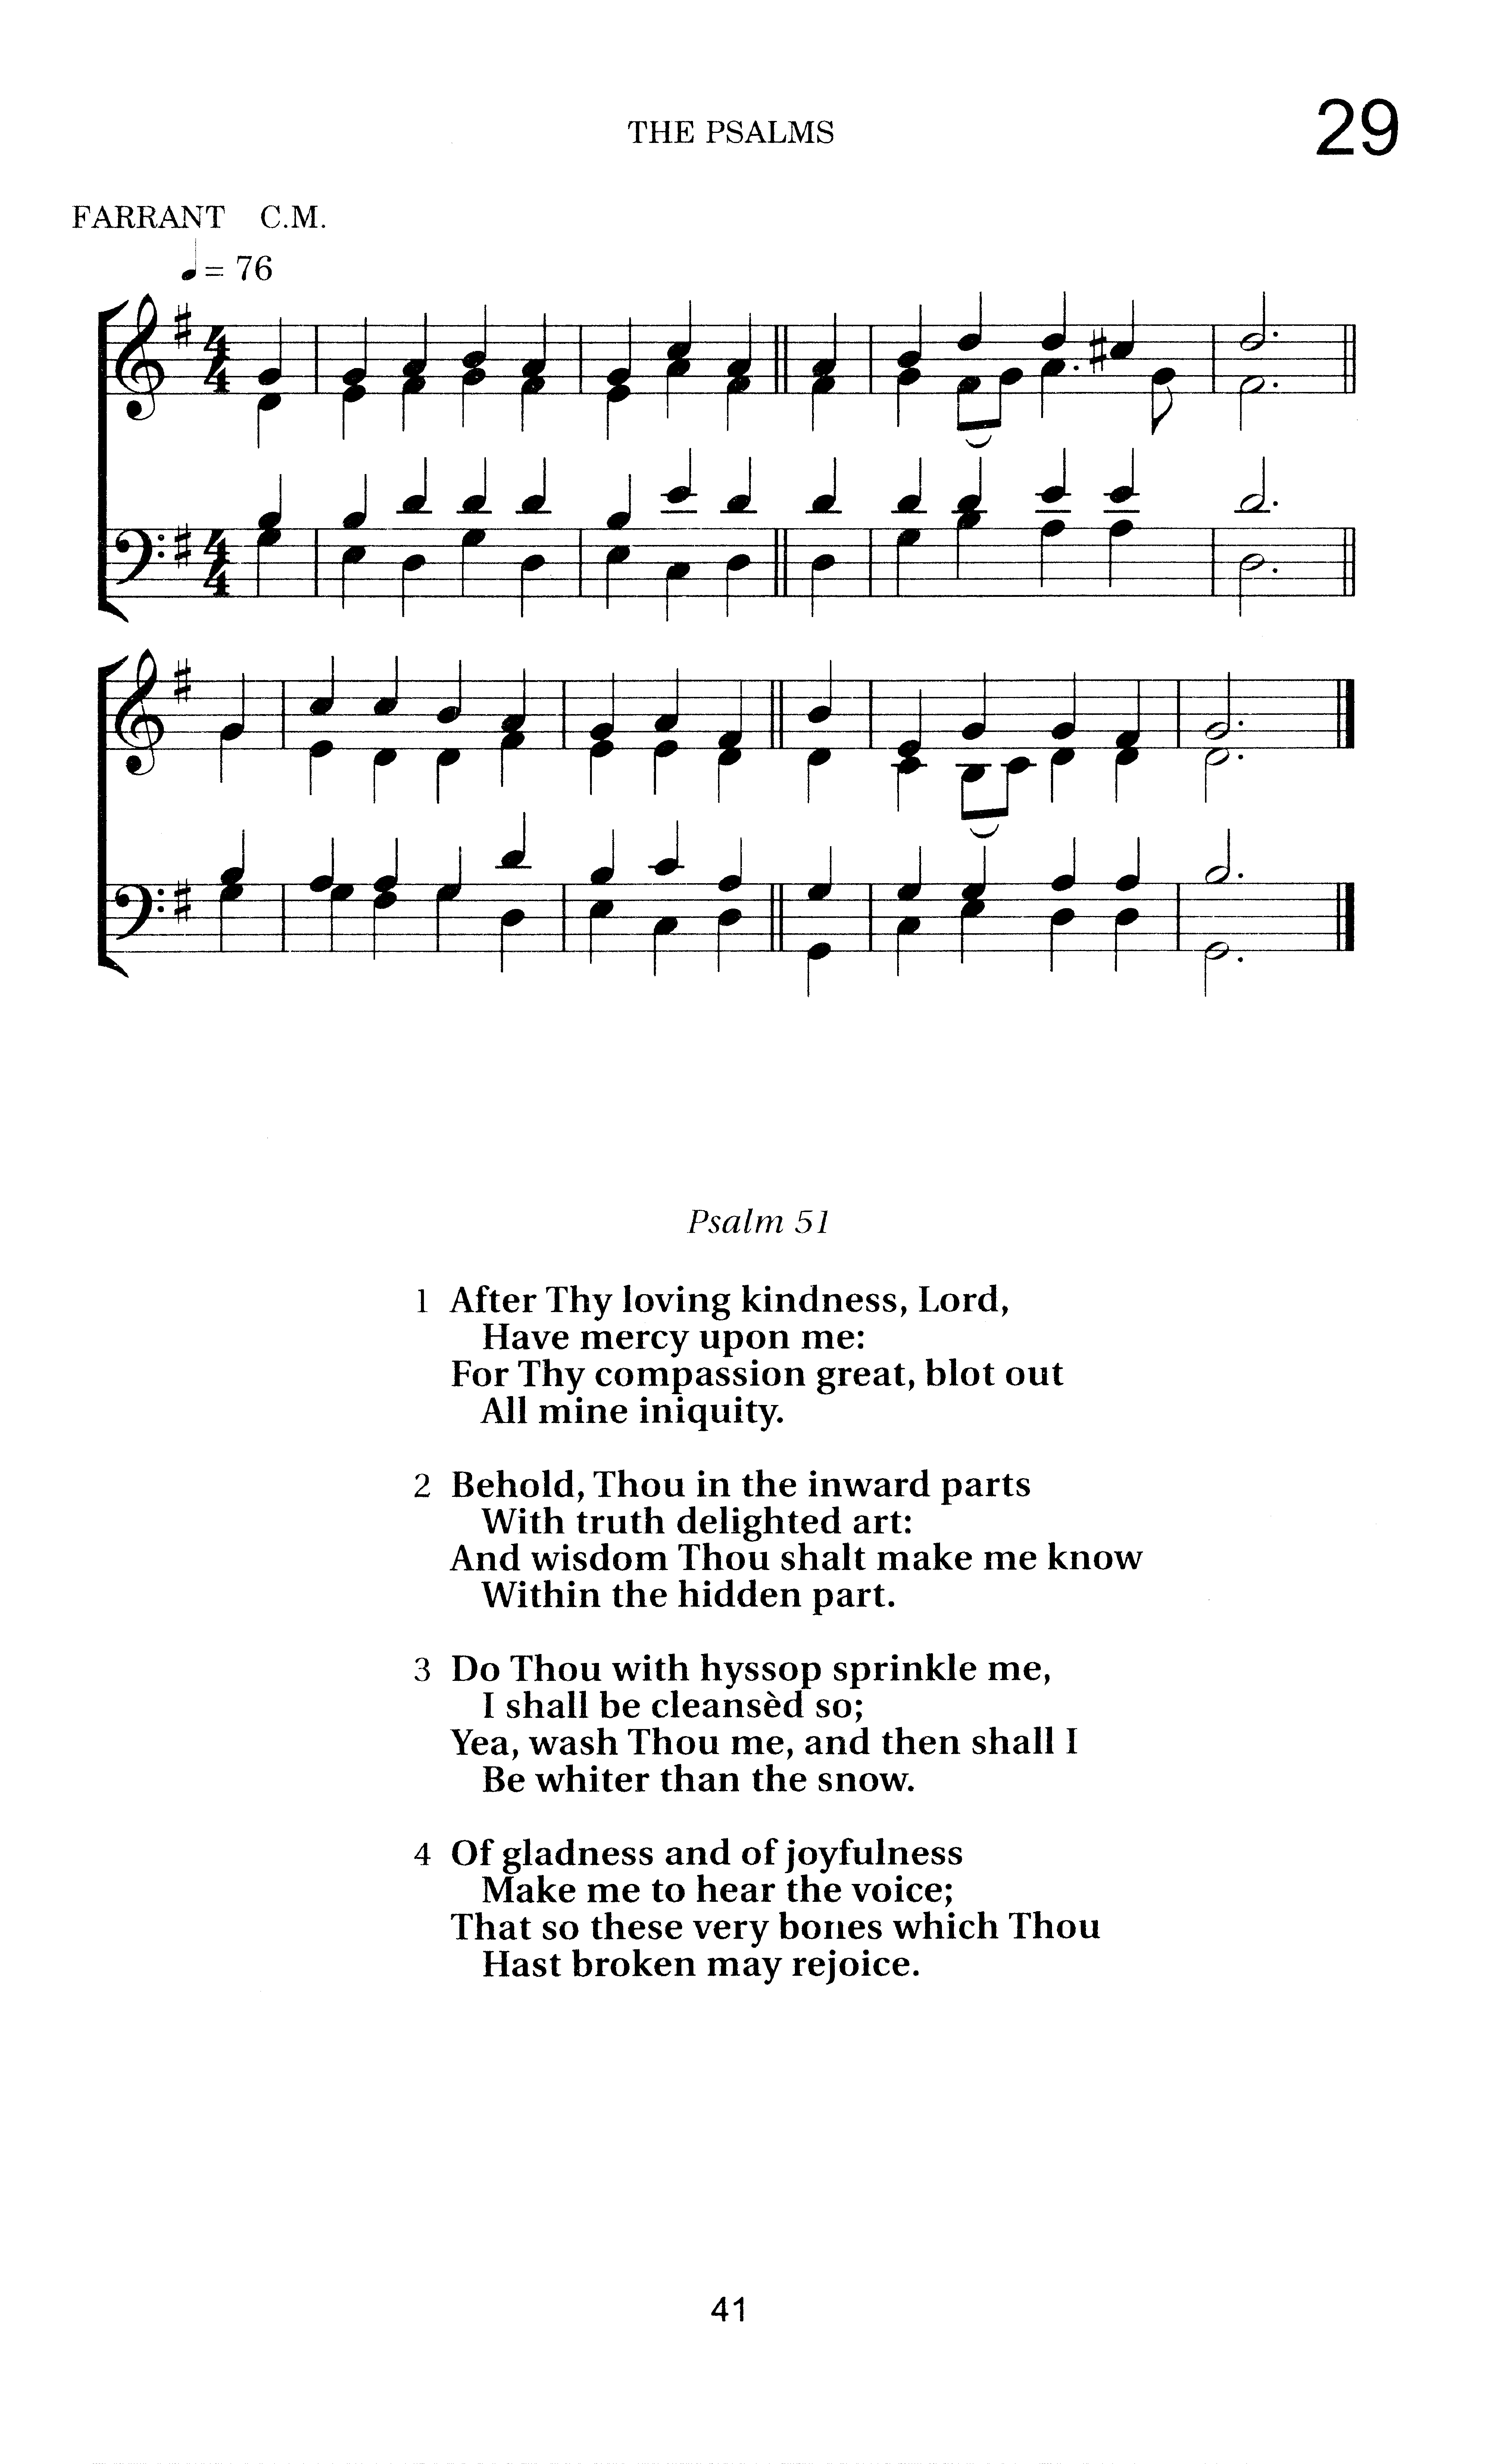 THE PSALMS
29
FARRANT C.M.
♩= 76
Psalm 51
1 After Thy loving kindness, Lord,
Have mercy upon me:
For Thy compassion great, blot out
All mine iniquity.
2 Behold, Thou in the inward parts
With truth delighted art:
And wisdom Thou shalt make me know
Within the hidden part.
3 Do Thou with hyssop sprinkle me,
I shall be cleansèd so;
Yea, wash Thou me, and then shall I
Be whiter than the snow.
4 Of gladness and of joyfulness
Make me to hear the voice;
That so these very bones which Thou
Hast broken may rejoice.
41